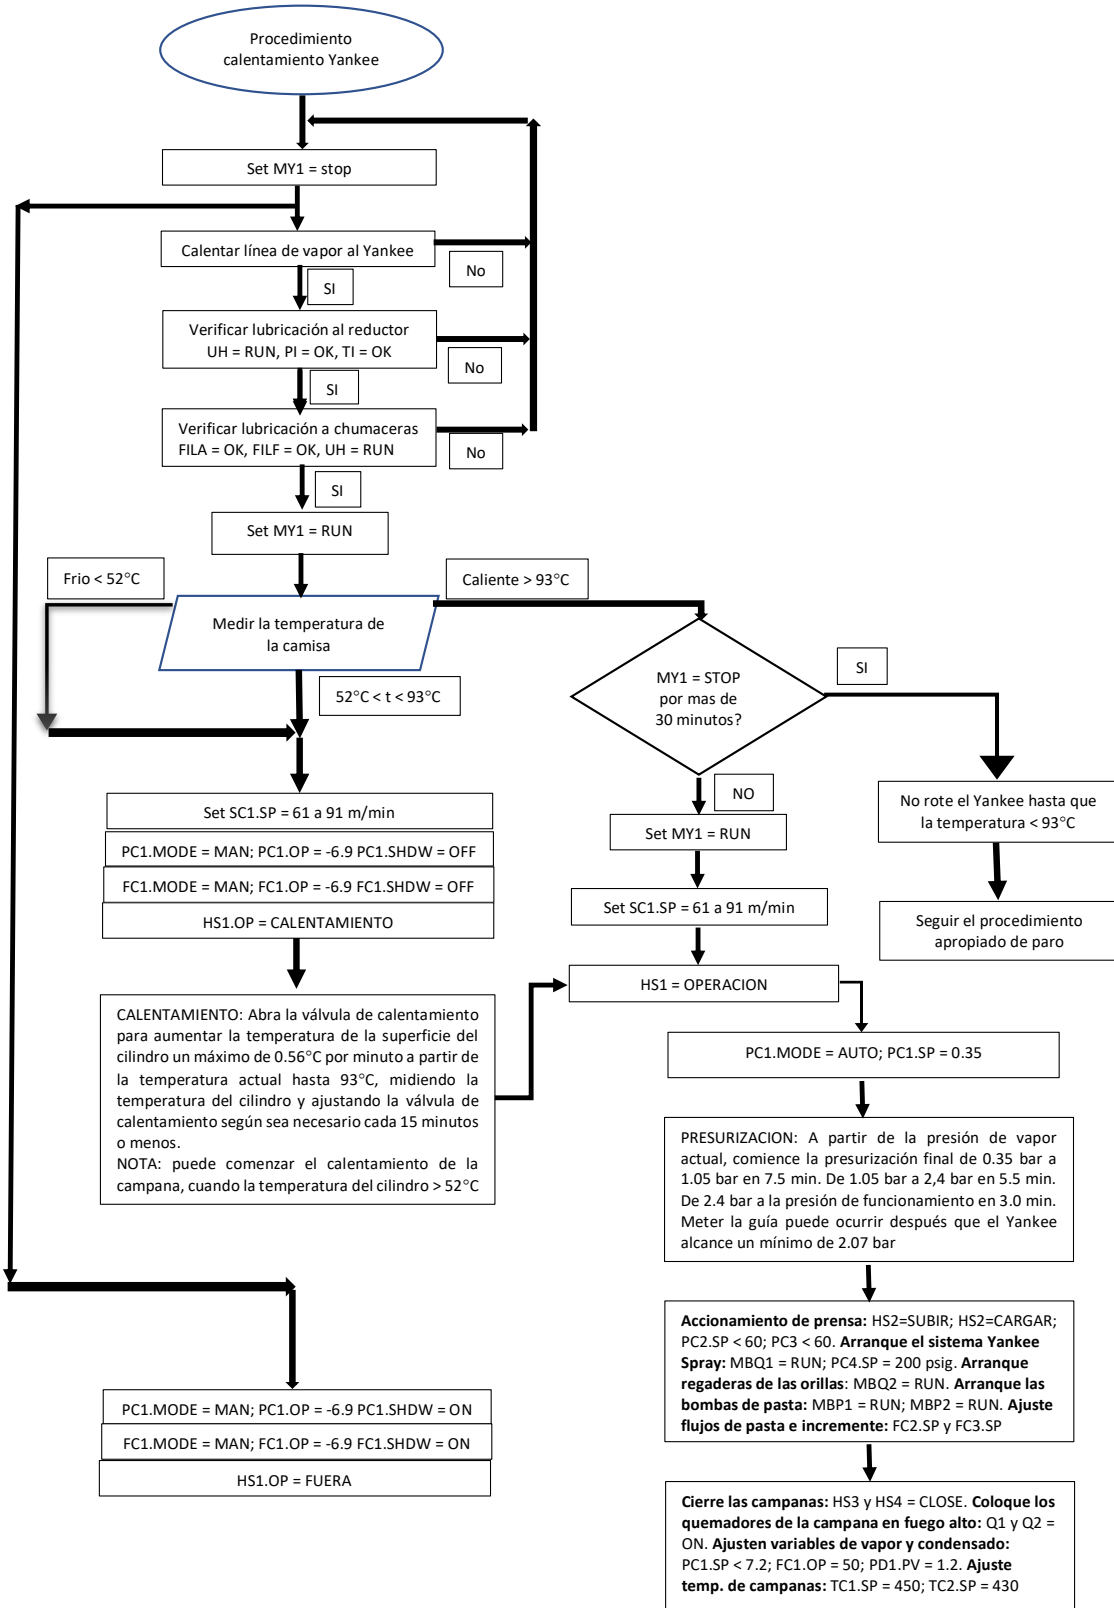 Procedimiento
calentamiento Yankee
Set MY1 = stop
Calentar línea de vapor al Yankee
No
SI
Verificar lubricación al reductor
UH = RUN, PI = OK, TI = OK
No
SI
Verificar lubricación a chumaceras
FILA = OK, FILF = OK, UH = RUN
No
SI
Set MY1 = RUN
Frio < 52°C
Caliente > 93°C
Medir la temperatura de
la camisa
52°C < t < 93°C
MY1 = STOP
por mas de
30 minutos?
SI
NO
No rote el Yankee hasta que
la temperatura < 93°C
Seguir el procedimiento
apropiado de paro
Set MY1 = RUN
Set SC1.SP = 61 a 91 m/min
HS1 = OPERACION
Set SC1.SP = 61 a 91 m/min
PC1.MODE = MAN; PC1.OP = -6.9 PC1.SHDW = OFF
FC1.MODE = MAN; FC1.OP = -6.9 FC1.SHDW = OFF
HS1.OP = CALENTAMIENTO
CALENTAMIENTO: Abra la válvula de calentamiento
para aumentar la temperatura de la superficie del
cilindro un máximo de 0.56°C por minuto a partir de
la temperatura actual hasta 93°C, midiendo la
temperatura del cilindro y ajustando la válvula de
calentamiento según sea necesario cada 15 minutos
o menos.
NOTA: puede comenzar el calentamiento de la
campana, cuando la temperatura del cilindro > 52°C
PC1.MODE = AUTO; PC1.SP = 0.35
PRESURIZACION: A partir de la presión de vapor
actual, comience la presurización final de 0.35 bar a
1.05 bar en 7.5 min. De 1.05 bar a 2,4 bar en 5.5 min.
De 2.4 bar a la presión de funcionamiento en 3.0 min.
Meter la guía puede ocurrir después que el Yankee
alcance un mínimo de 2.07 bar
Accionamiento de prensa: HS2=SUBIR; HS2=CARGAR;
PC2.SP < 60; PC3 < 60. Arranque el sistema Yankee
Spray: MBQ1 = RUN; PC4.SP = 200 psig. Arranque
regaderas de las orillas: MBQ2 = RUN. Arranque las
bombas de pasta: MBP1 = RUN; MBP2 = RUN. Ajuste
flujos de pasta e incremente: FC2.SP y FC3.SP
Cierre las campanas: HS3 y HS4 = CLOSE. Coloque los
quemadores de la campana en fuego alto: Q1 y Q2 =
ON. Ajusten variables de vapor y condensado:
PC1.SP < 7.2; FC1.OP = 50; PD1.PV = 1.2. Ajuste
temp. de campanas: TC1.SP = 450; TC2.SP = 430
PC1.MODE = MAN; PC1.OP = -6.9 PC1.SHDW = ON
FC1.MODE = MAN; FC1.OP = -6.9 FC1.SHDW = ON
HS1.OP = FUERA